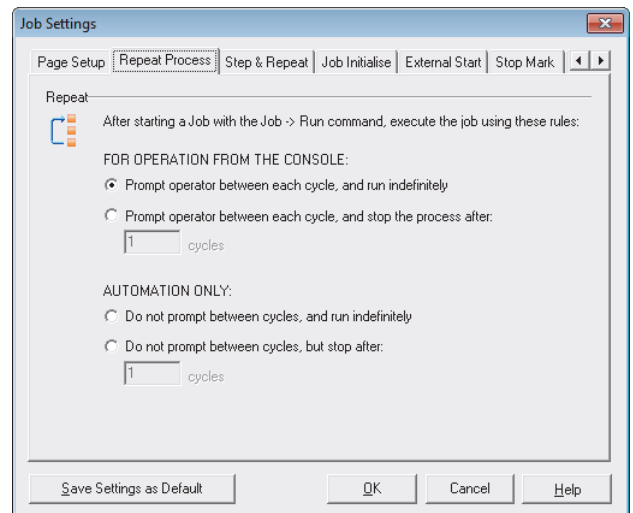 Job Settings
Page Setup Repeat Process Step & Repeat Job Initialise External Start Stop Mark
Repeat
After starting a Job with the Job -> Run command, execute the job using these rules:
FOR OPERATION FROM THE CONSOLE:
Prompt operator between each cycle, and run indefinitely
Prompt operator between each cycle, and stop the process after:
1 cycles
AUTOMATION ONLY:
Do not prompt between cycles, and run indefinitely
Do not prompt between cycles, but stop after:
1 cycles
Save Settings as Default OK Cancel Help